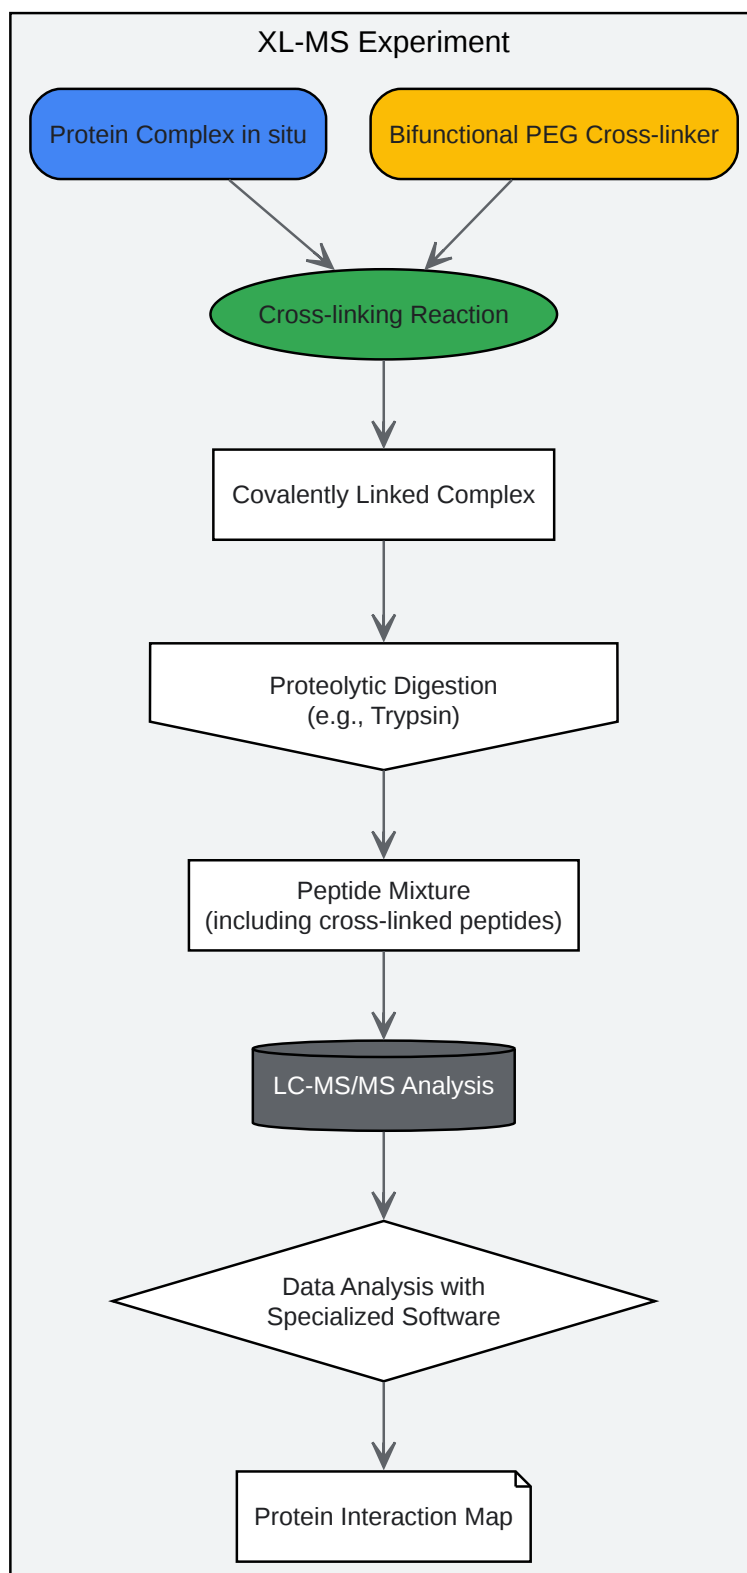 XL-MS Experiment
Protein Complex in situ
Bifunctional PEG Cross-linker
Cross-linking Reaction
Covalently Linked Complex
Proteolytic Digestion
(e.g., Trypsin)
Peptide Mixture
(including cross-linked peptides)
LC-MS/MS Analysis
Data Analysis with
Specialized Software
Protein Interaction Map